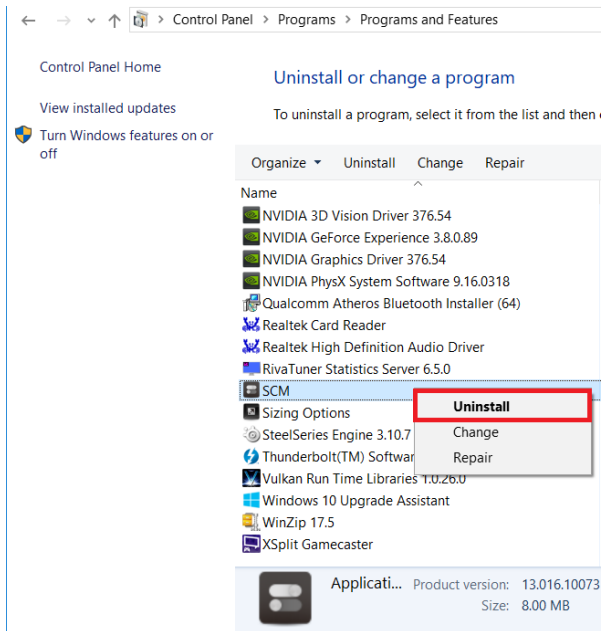 Control Panel > Programs > Programs and Features
Control Panel Home
View installed updates
Turn Windows features on or
off
Uninstall or change a program
To uninstall a program, select it from the list and then
Organize Uninstall Change Repair
Name
NVIDIA 3D Vision Driver 376.54
NVIDIA GeForce Experience 3.8.0.89
NVIDIA Graphics Driver 376.54
NVIDIA PhysX System Software 9.16.0318
Qualcomm Atheros Bluetooth Installer (64)
Realtek Card Reader
Realtek High Definition Audio Driver
RivaTuner Statistics Server 6.5.0
SCM
Sizing Options
SteelSeries Engine 3.10.7
Thunderbolt(TM) Softwar
Vulkan Run Time Libraries 1.0.26.0
Windows 10 Upgrade Assistant
WinZip 17.5
XSplit Gamecaster
Uninstall
Change
Repair
Applicati... Product version: 13.016.10073
Size: 8.00 MB